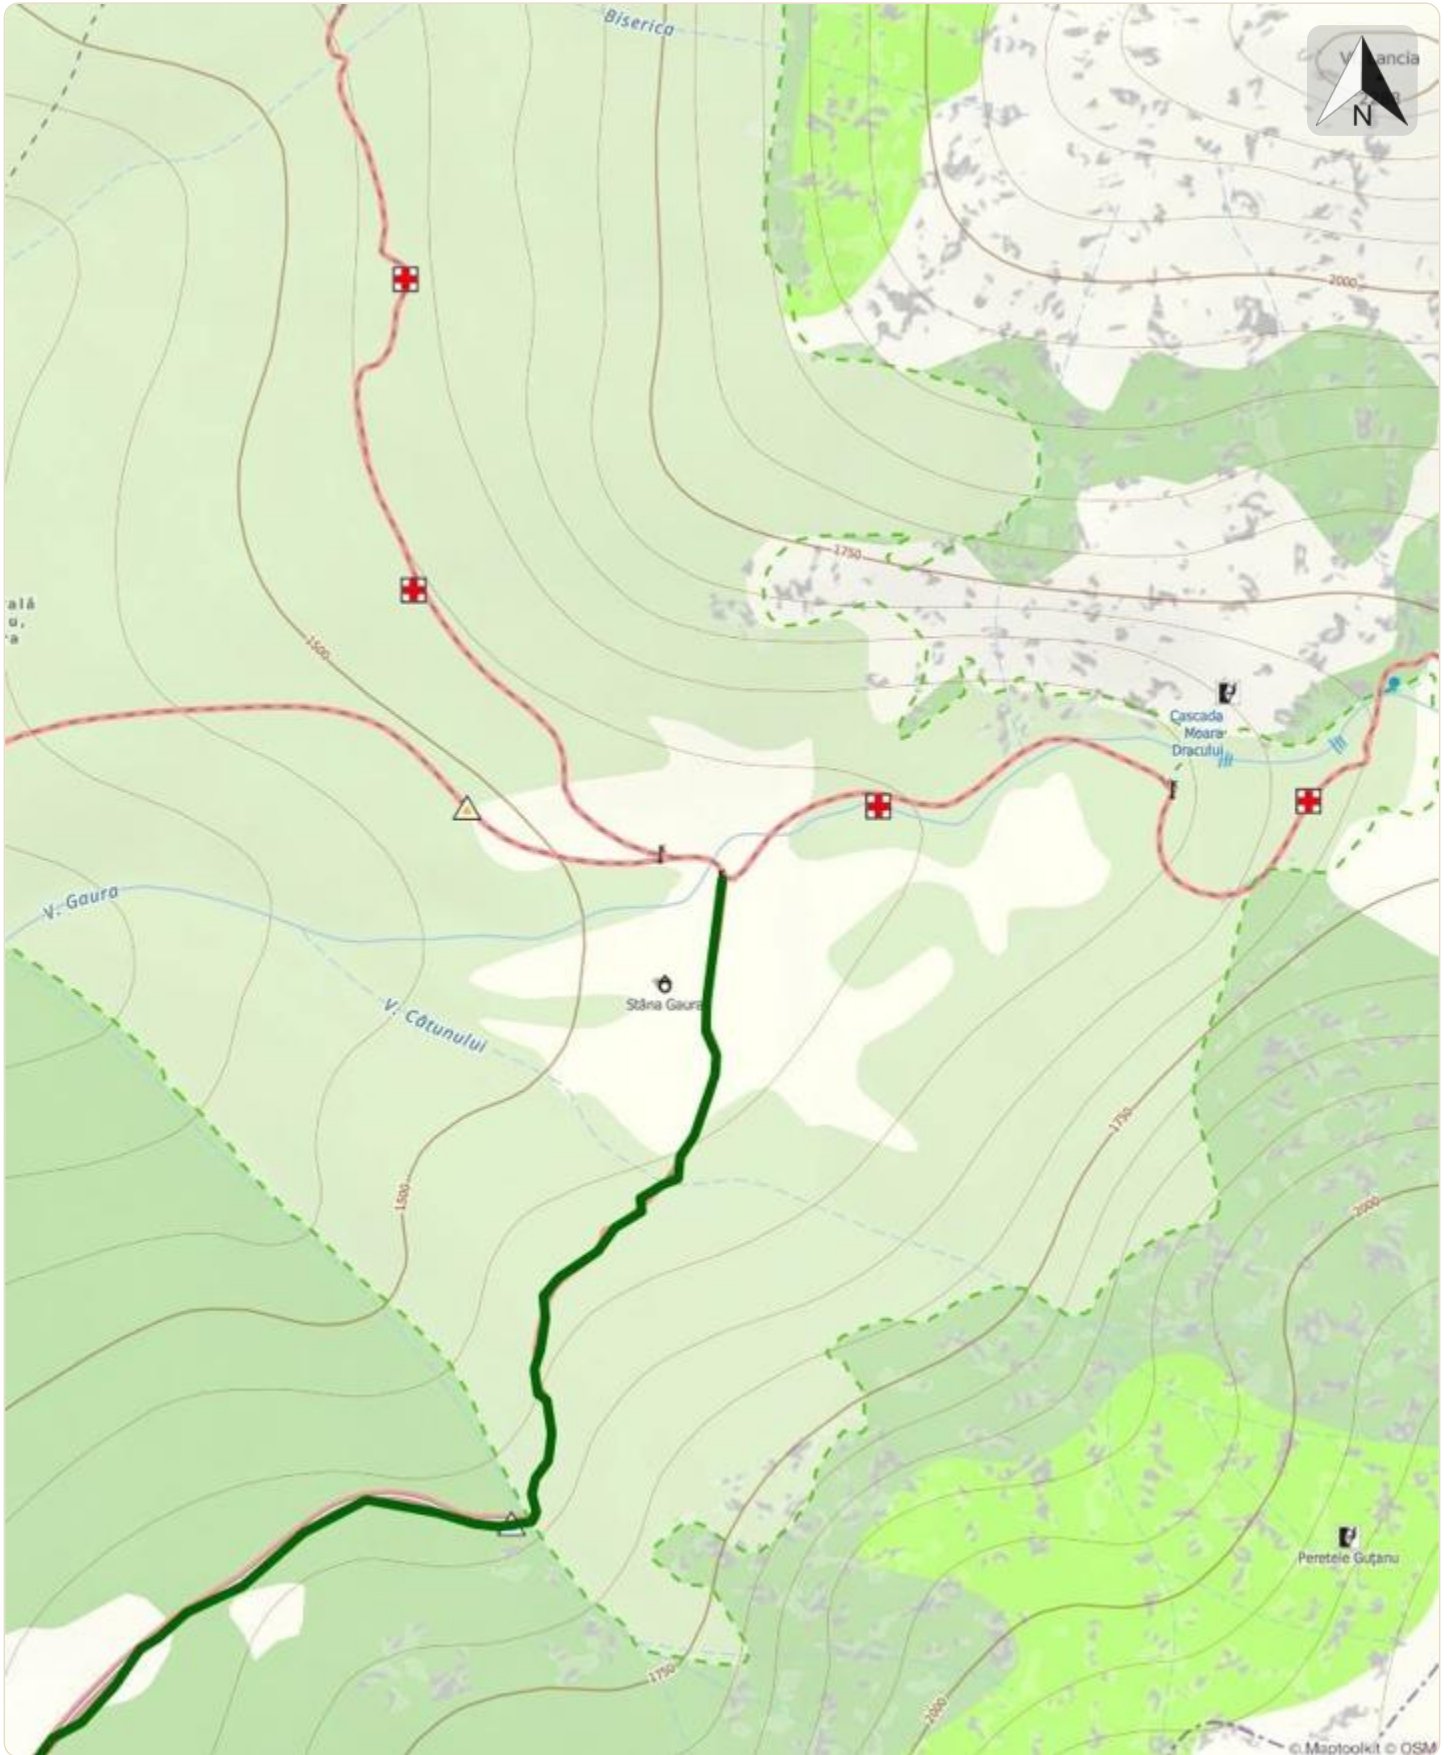 Biserica
N
2000
1750
ală
u,
1500
Cascada
Moara
Dracului
V. Gaura
Stâna Gaura
V. Cătunului
1750
1500
2000
Peretele Guțanu
1750
2000
© Maptoolkit © OSM